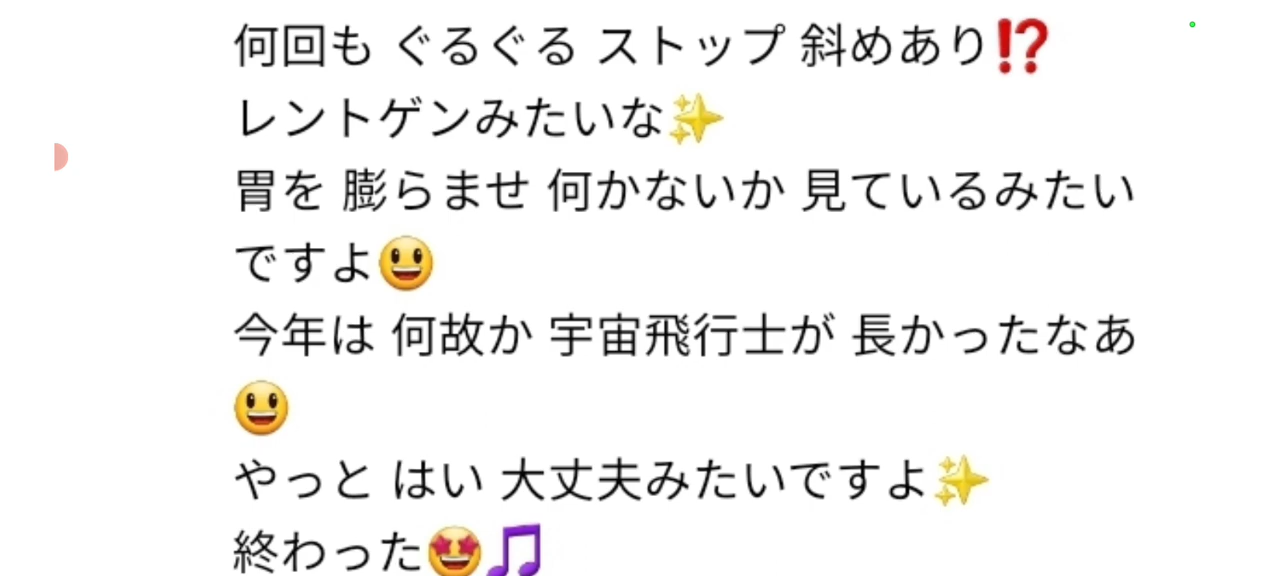 何回も ぐるぐる ストップ 斜めあり⁉️
レントゲンみたいな✨
胃を 膨らませ 何かないか 見ているみたい
ですよ😃
今年は 何故か 宇宙飛行士が 長かったなあ
😃
やっと はい 大丈夫みたいですよ✨
終わった🤩🎵